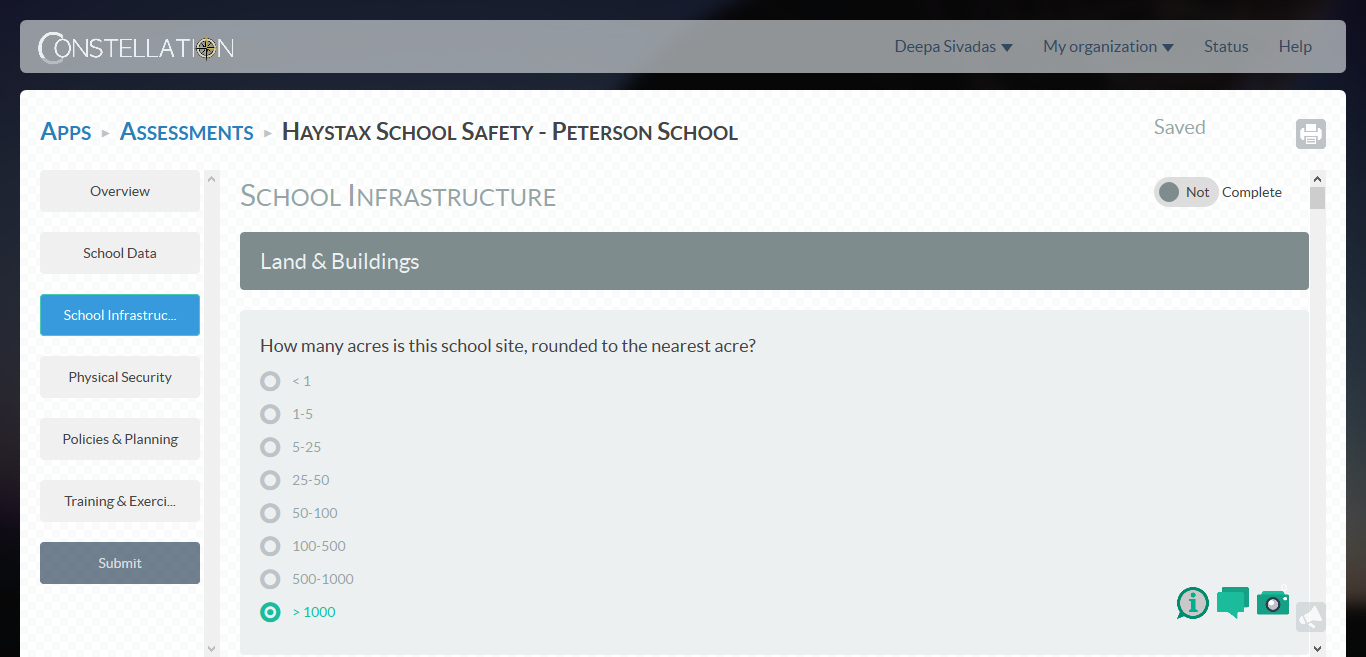 CONSTELLATION
Deepa Sivadas My organization Status Help
APPS ASSESSMENTS HAYSTAX SCHOOL SAFETY - PETERSON SCHOOL
Saved
Overview
School Data
School Infrastruc...
Physical Security
Policies & Planning
Training & Exerci...
Submit
SCHOOL INFRASTRUCTURE
Not Complete
Land & Buildings
How many acres is this school site, rounded to the nearest acre?
< 1
1-5
5-25
25-50
50-100
100-500
500-1000
> 1000